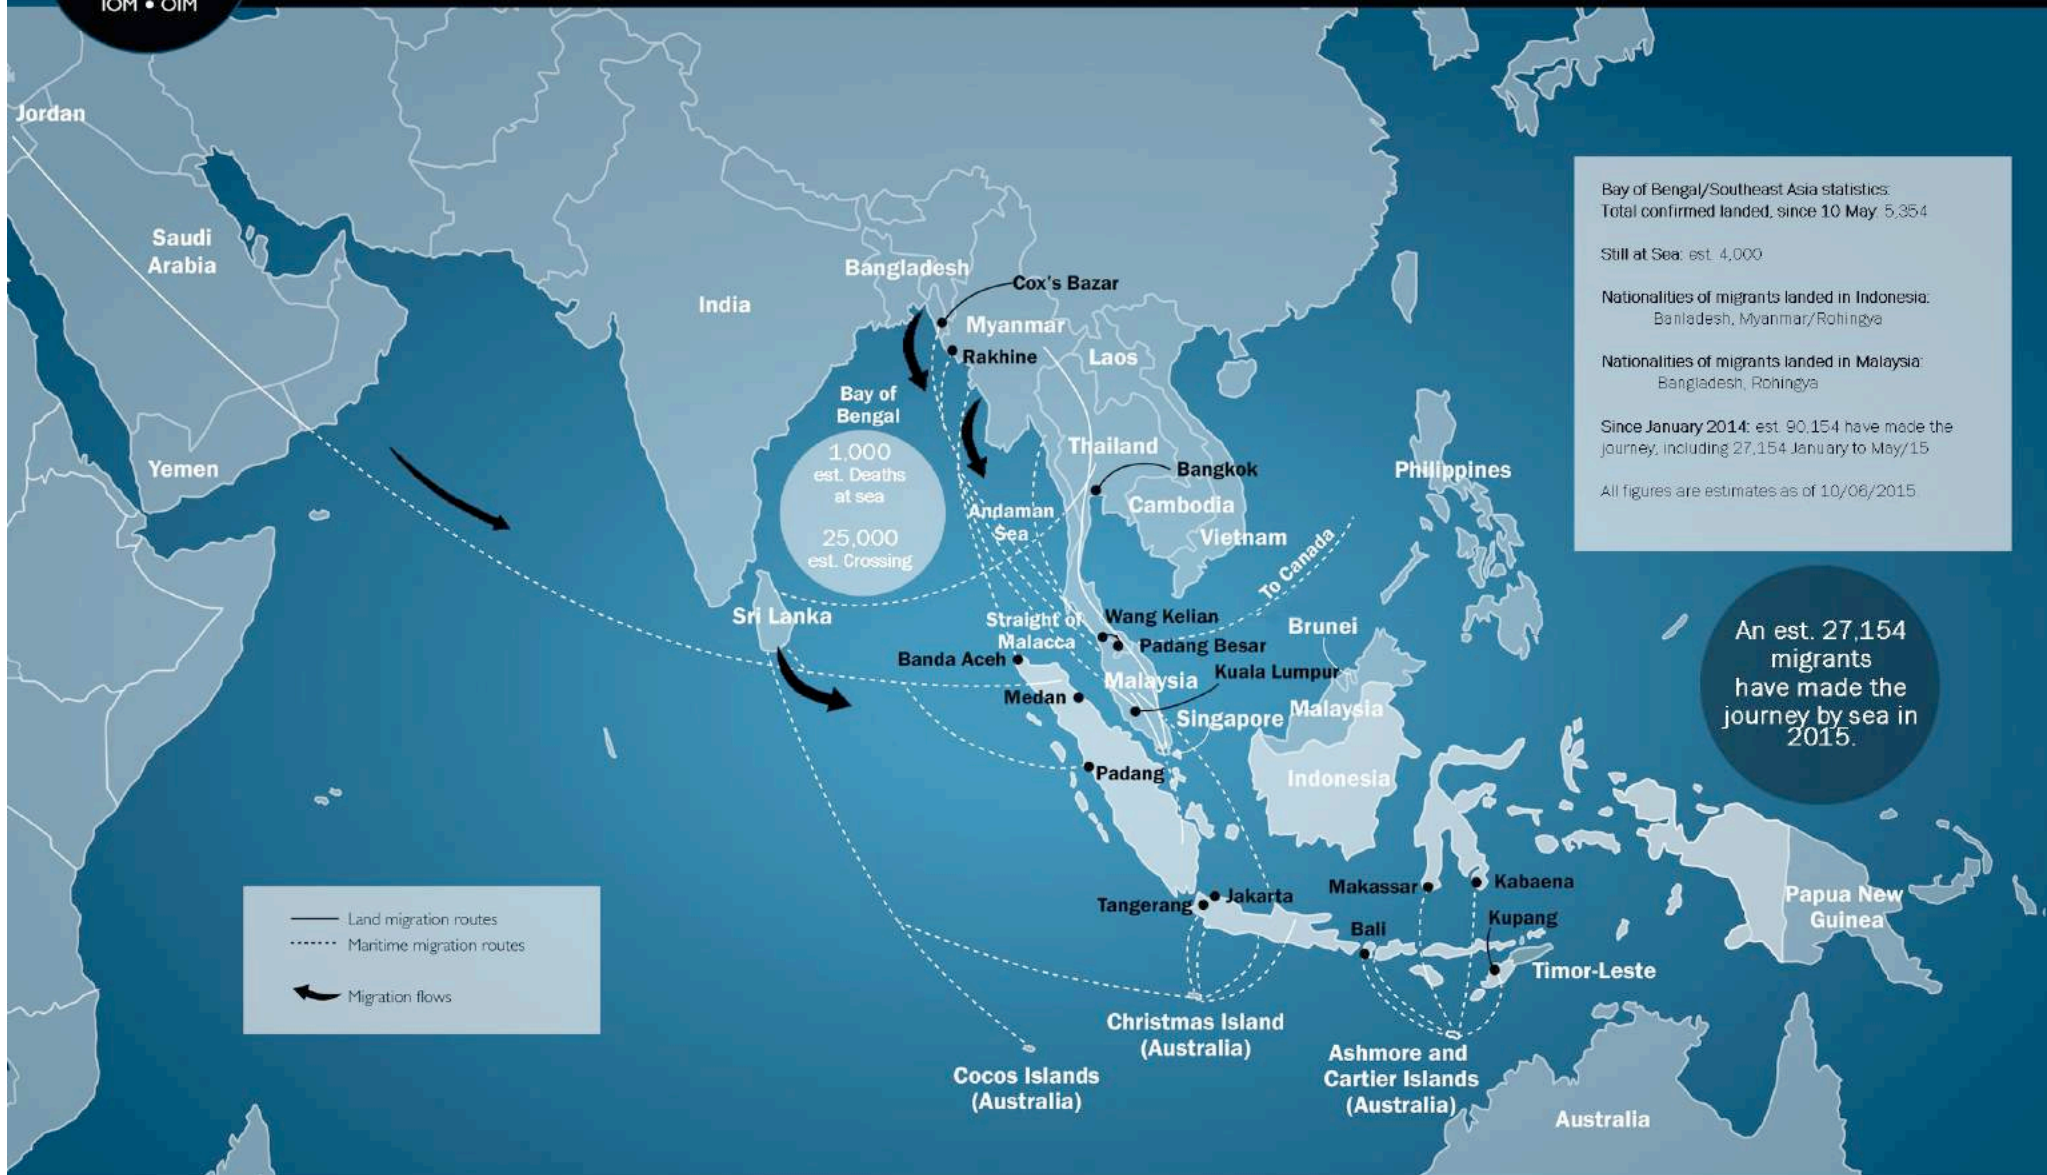 IOM • OIM
Jordan
Saudi
Arabia
Yemen
India
Bangladesh
Cox's Bazar
Myanmar
Rakhine
Laos
Bay of
Bengal
1,000
est. Deaths
at sea
25,000
est. Crossing
Thailand
Bangkok
Cambodia
Vietnam
Andaman
Sea
Philippines
To Canada
Sri Lanka
Straight of
Malacca
Wang Kelian
Padang Besar
Brunei
Banda Aceh
Medan
Malaysia
Kuala Lumpur
Singapore
Malaysia
Padang
Indonesia
Tangerang
Jakarta
Makassar
Kabaena
Bali
Kupang
Timor-Leste
Papua New
Guinea
Christmas Island
(Australia)
Cocos Islands
(Australia)
Ashmore and
Cartier Islands
(Australia)
Australia
Bay of Bengal/Southeast Asia statistics:
Total confirmed landed, since 10 May: 5,354
Still at Sea: est. 4,000
Nationalities of migrants landed in Indonesia:
Banladesh, Myanmar/Rohingya
Nationalities of migrants landed in Malaysia:
Bangladesh, Rohingya
Since January 2014: est. 90,154 have made the
journey, including 27,154 January to May/15
All figures are estimates as of 10/06/2015
An est. 27,154
migrants
have made the
journey by sea in
2015.
Land migration routes
Maritime migration routes
Migration flows